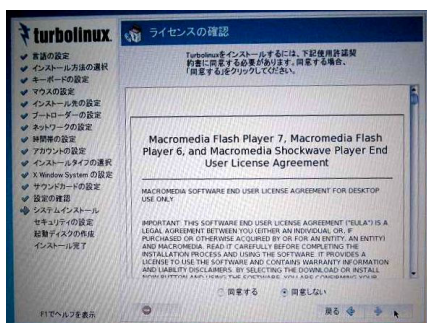 turbolinux.
言語の設定
インストール方法の選択
キーボードの設定
マウスの設定
インストール先の設定
ブートローダーの設定
ネットワークの設定
時間帯の設定
アカウントの設定
インストールタイプの選択
X Window System の設定
サウンドカードの設定
設定の確認
システムインストール
セキュリティの設定
起動ディスクの作成
インストール完了
F1でヘルプを表示
ライセンスの確認
Turbolinuxをインストールするには、下記使用許諾契
約書に同意する必要があります。同意する場合、
「同意する」をクリックしてください。
Macromedia Flash Player 7, Macromedia Flash
Player 6, and Macromedia Shockwave Player End
User License Agreement
MACROMEDIA SOFTWARE END USER LICENSE AGREEMENT FOR DESKTOP
USE ONLY
IMPORTANT: THIS SOFTWARE END USER LICENSE AGREEMENT ("EULA") IS A
LEGAL AGREEMENT BETWEEN YOU (EITHER AN INDIVIDUAL OR, IF
PURCHASED OR OTHERWISE ACQUIRED BY OR FOR AN ENTITY, AN ENTITY)
AND MACROMEDIA. READ IT CAREFULLY BEFORE COMPLETING THE
INSTALLATION PROCESS AND USING THE SOFTWARE. IT PROVIDES A
LICENSE TO USE THE SOFTWARE AND CONTAINS WARRANTY INFORMATION
AND LIABILITY DISCLAIMERS. BY SELECTING THE DOWNLOAD OR INSTALL
NOW BUTTON AND USING THE SOFTWARE, YOU ARE CONFIRMING YOUR
同意する
同意しない
戻る